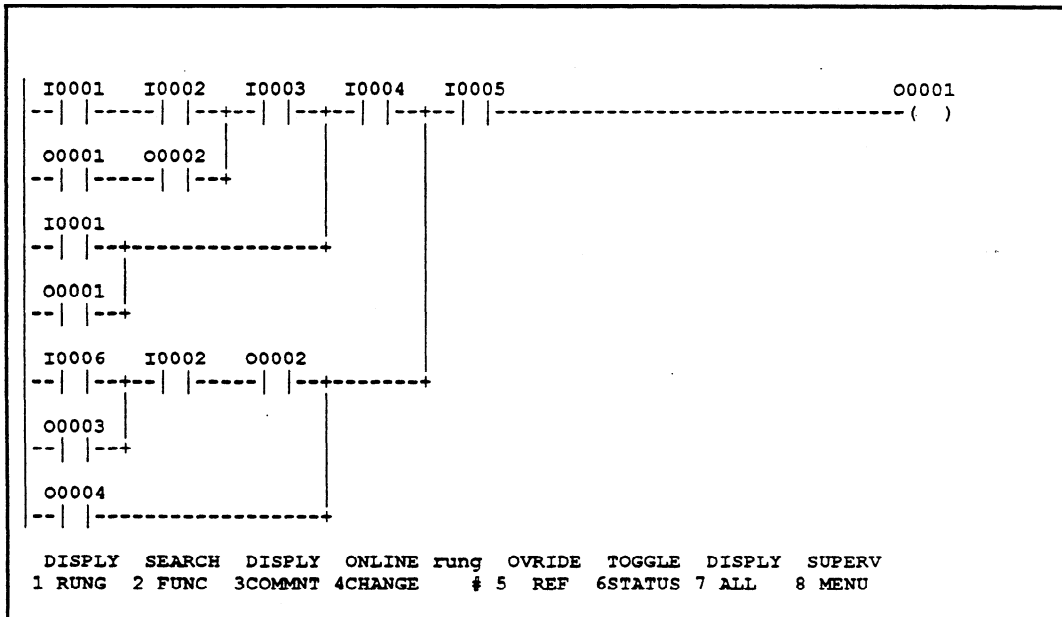 I0001 I0002 I0003 I0004 I0005 O0001
O0001 O0002
I0001
O0001
I0006 I0002 O0002
O0003
O0004
DISPLY SEARCH DISPLY ONLINE rung OVRIDE TOGGLE DISPLY SUPERV
1 RUNG 2 FUNC 3COMMNT 4CHANGE # 5 REF 6STATUS 7 ALL 8 MENU